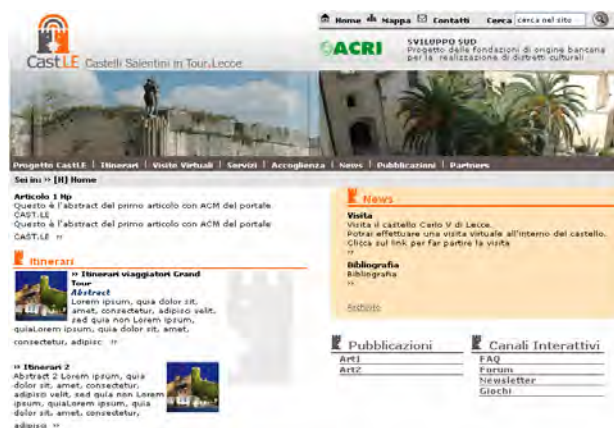 Home Mappa Contatti Cerca cerca nel sito
ACRI
SVILUPPO SUD
Progetto delle fondazioni di origine bancaria
per la realizzazione di distretti culturali
CastLE Castelli Salentini in Tour.Lecce
Progetto CastLE | Itinerari | Visite Virtuali | Servizi | Accoglienza | News | Pubblicazioni | Partners
Sei in: » [H] Home
Articolo 1 Hp
Questo è l'abstract del primo articolo con ACM del portale
CAST.LE
Questo è l'abstract del primo articolo con ACM del portale
CAST.LE »
Itinerari
» Itinerari viaggiatori Grand
Tour
Abstract
Lorem ipsum, quia dolor sit,
amet, consectetur, adipisci velit,
sed quia non Lorem ipsum,
quiaLorem ipsum, quia dolor sit, amet,
consectetur, adipisc »
» Itinerari 2
Abstract 2 Lorem ipsum, quia
dolor sit, amet, consectetur,
adipisci velit, sed quia non Lorem
ipsum, quiaLorem ipsum, quia
dolor sit, amet, consectetur,
adipisci »
News
Visita
Visita il castello Carlo V di Lecce.
Potrai effettuare una visita virtuale all'interno del castello.
Clicca sul link per far partire la visita
»
Bibliografia
Bibliografia
»
Archivio
Pubblicazioni
Art1
Art2
Canali Interattivi
FAQ
Forum
Newsletter
Giochi